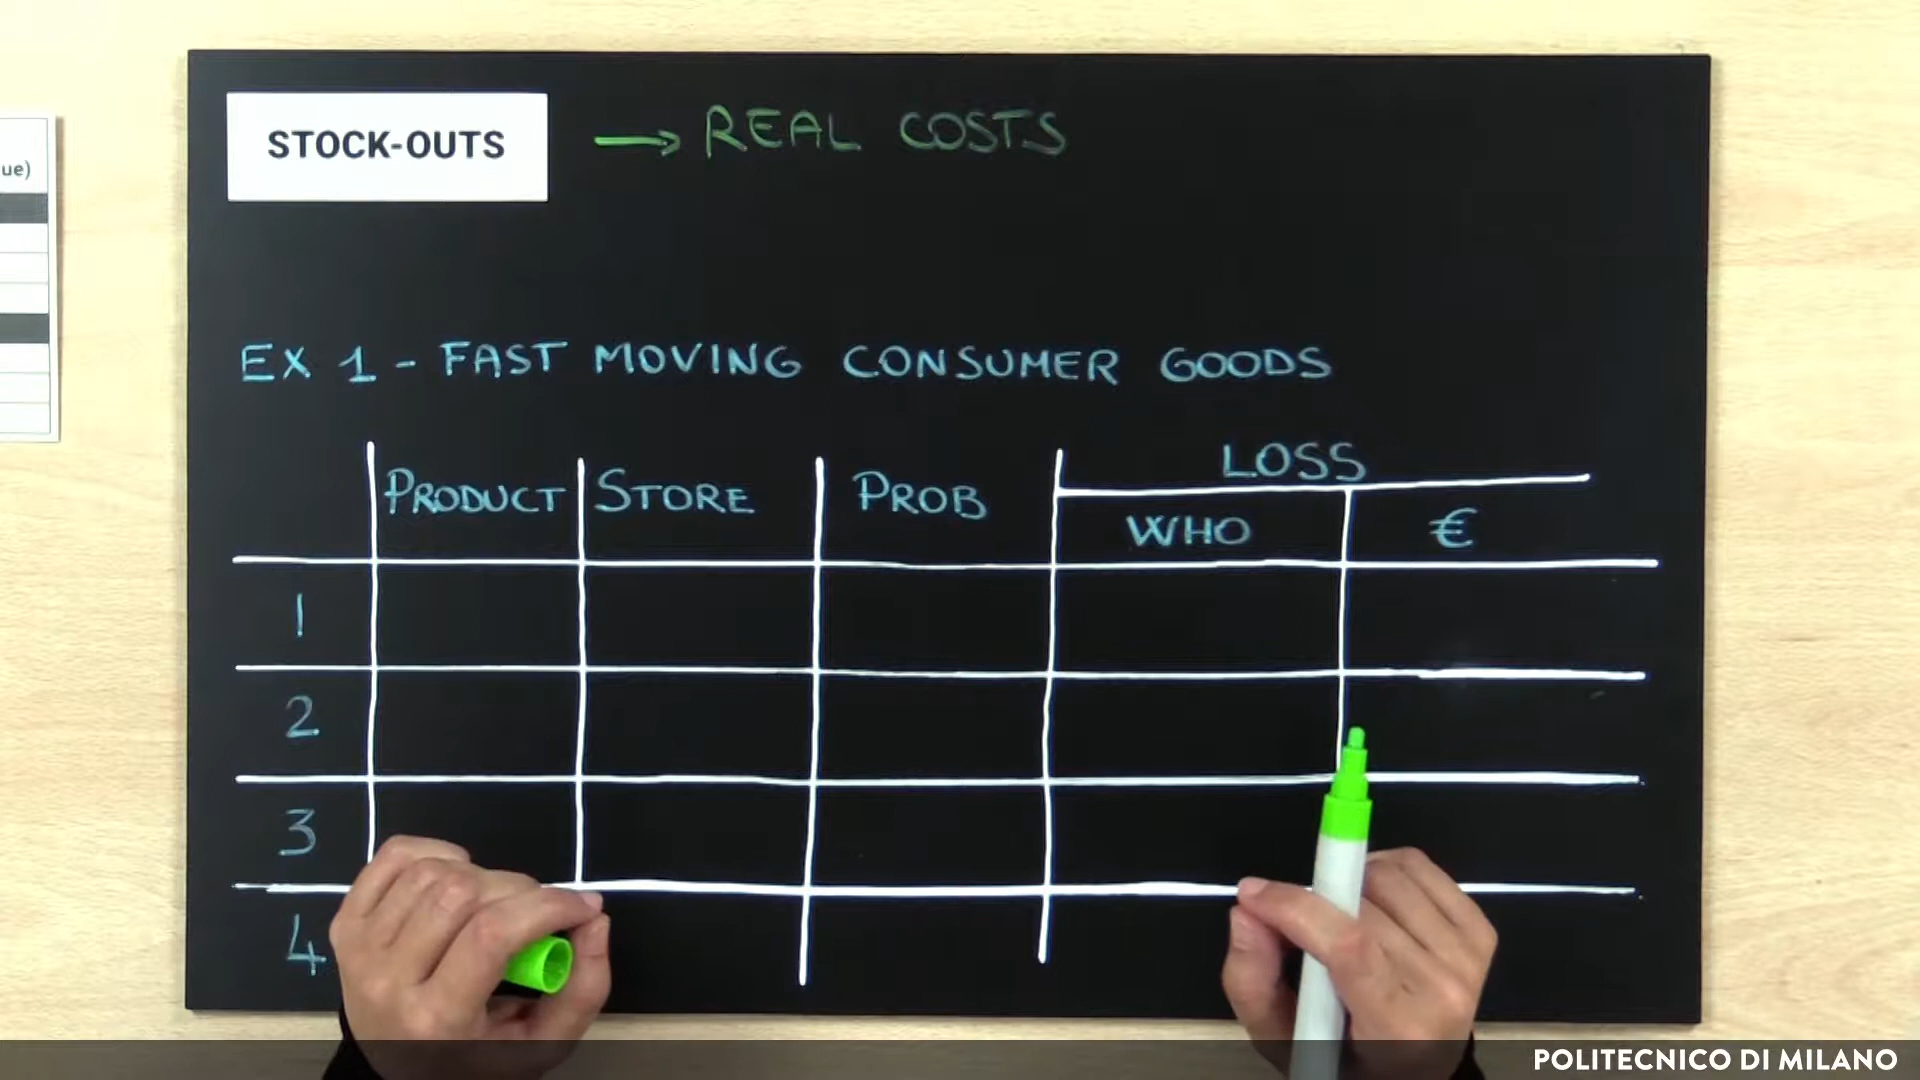 ue)
STOCK-OUTS → REAL COSTS
EX 1 - FAST MOVING CONSUMER GOODS
PRODUCT STORE PROB LOSS
WHO €
1
2
3
4
POLITECNICO DI MILANO